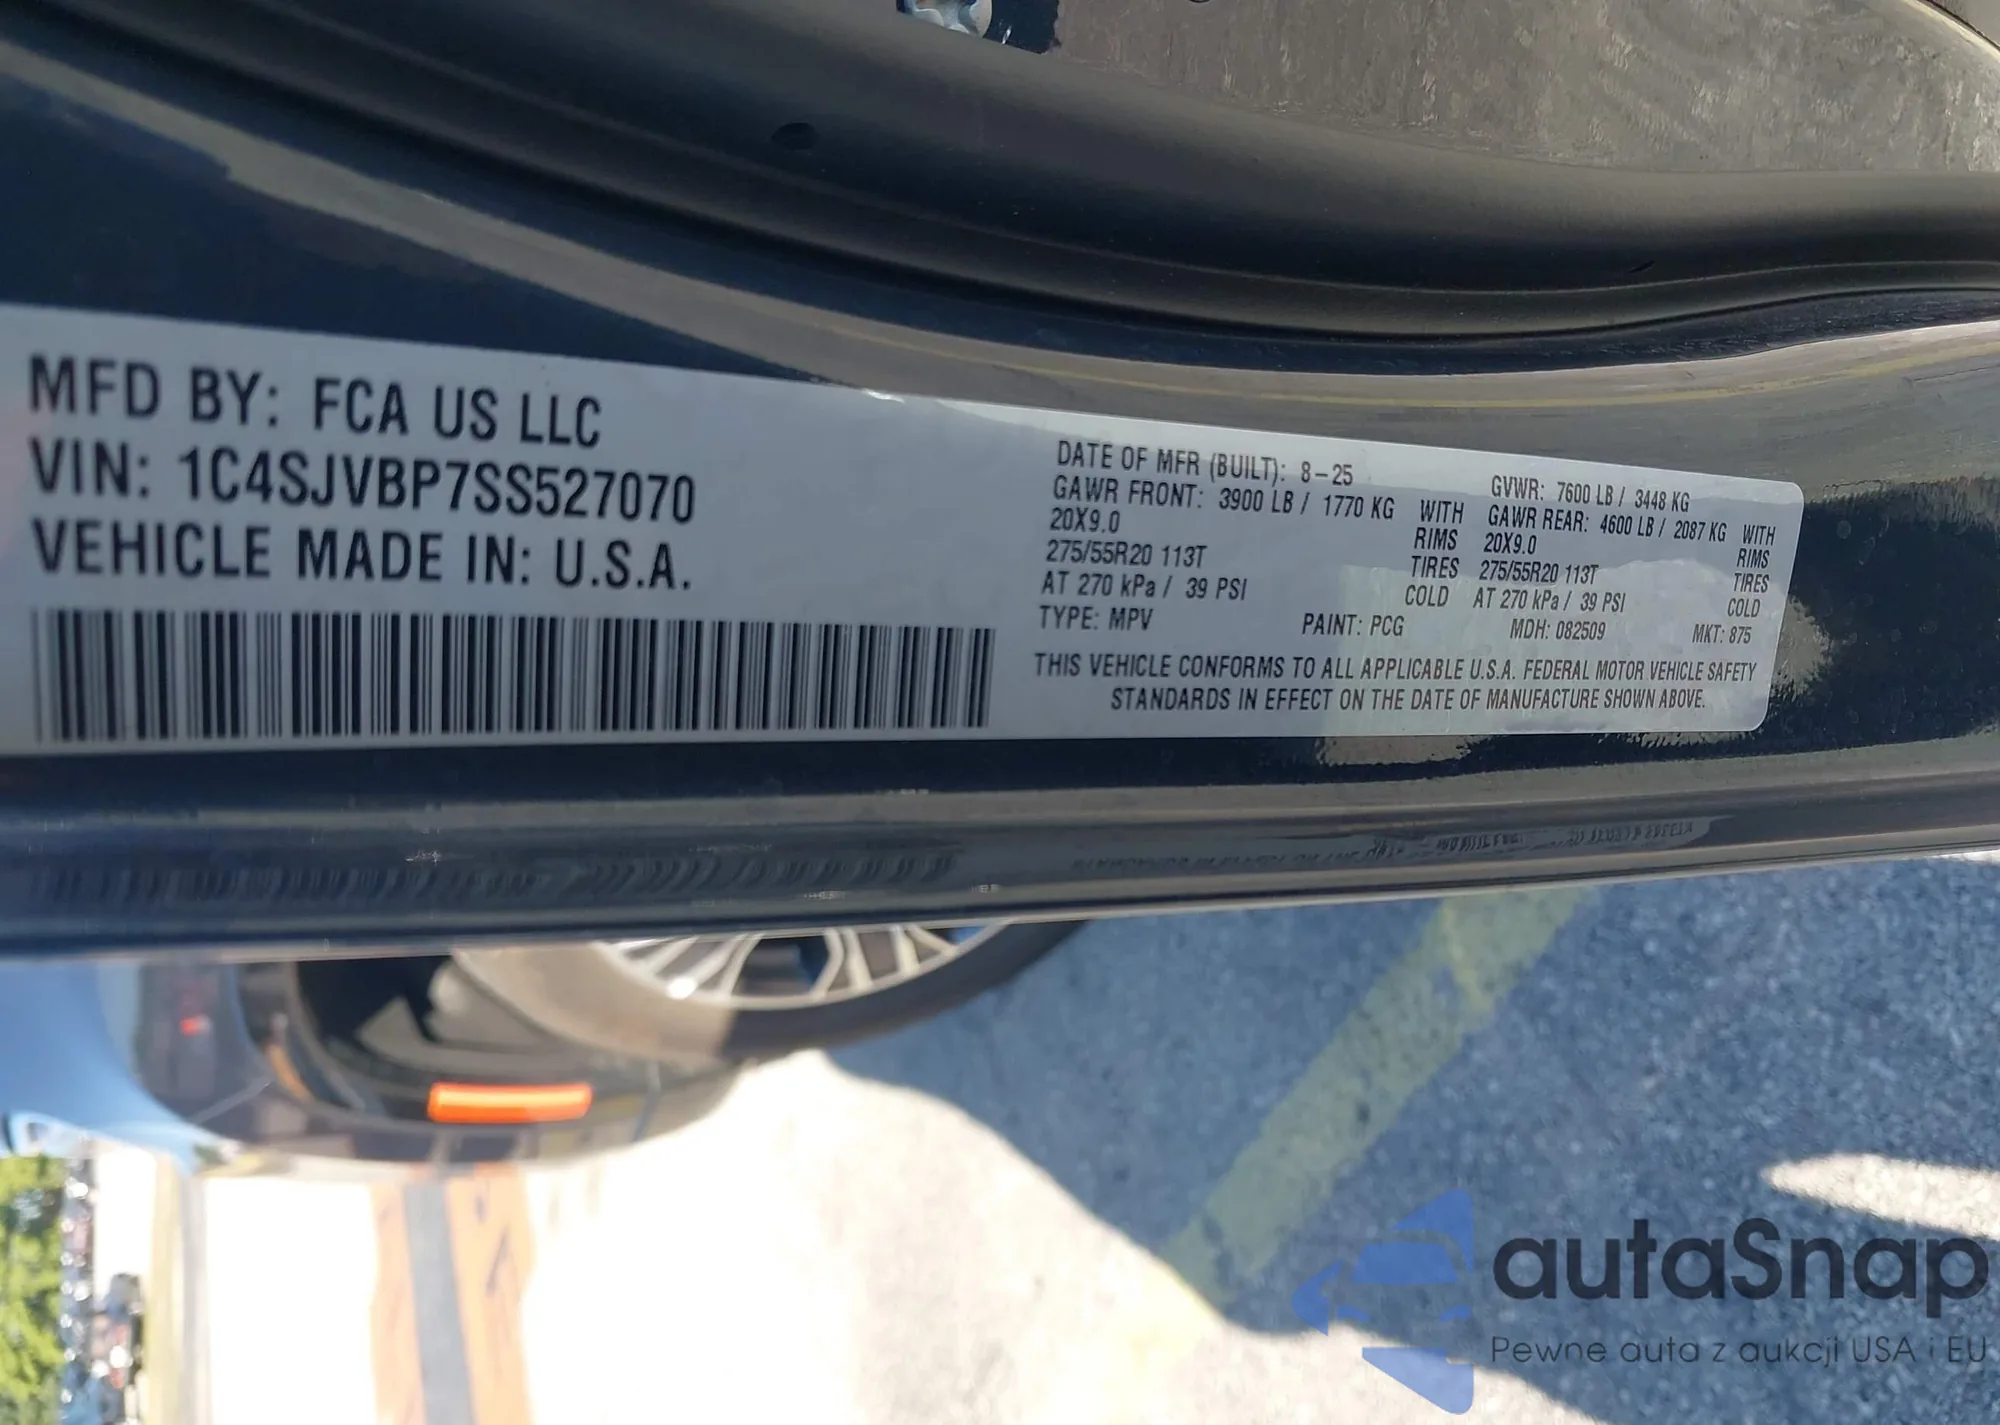 MFD BY: FCA US LLC
VIN: 1C4SJVBP7SS527070
VEHICLE MADE IN: U.S.A.
DATE OF MFR (BUILT): 8-25
GVWR: 7600 LB / 3448 KG
GAWR FRONT: 3900 LB / 1770 KG WITH
20X9.0 RIMS
275/55R20 113T TIRES
AT 270 kPa / 39 PSI COLD
GAWR REAR: 4600 LB / 2087 KG WITH
20X9.0 RIMS
275/55R20 113T TIRES
AT 270 kPa / 39 PSI COLD
TYPE: MPV PAINT: PCG MDH: 082509 MKT: 875
THIS VEHICLE CONFORMS TO ALL APPLICABLE U.S.A. FEDERAL MOTOR VEHICLE SAFETY
STANDARDS IN EFFECT ON THE DATE OF MANUFACTURE SHOWN ABOVE.
autaSnap
Pewne auta z aukcji USA i EU